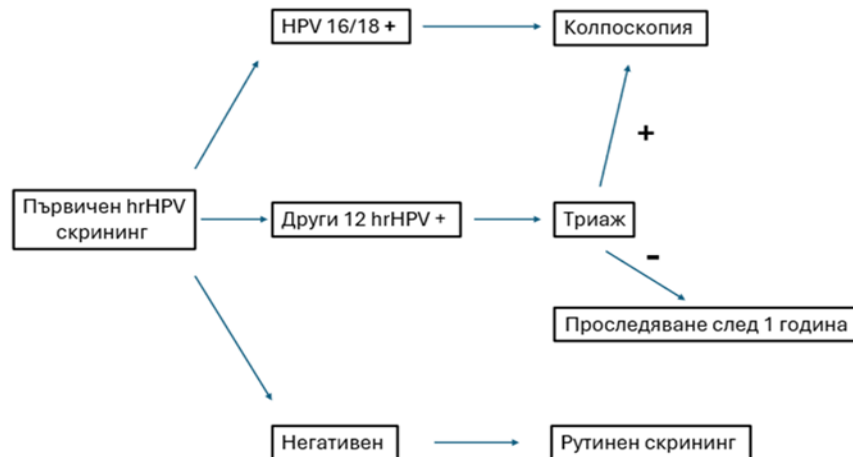 HPV 16/18 +
Колпоскопия
+
Първичен hrHPV
скрининг
Други 12 hrHPV +
Триаж
-
Проследяване след 1 година
Негативен
Рутинен скрининг